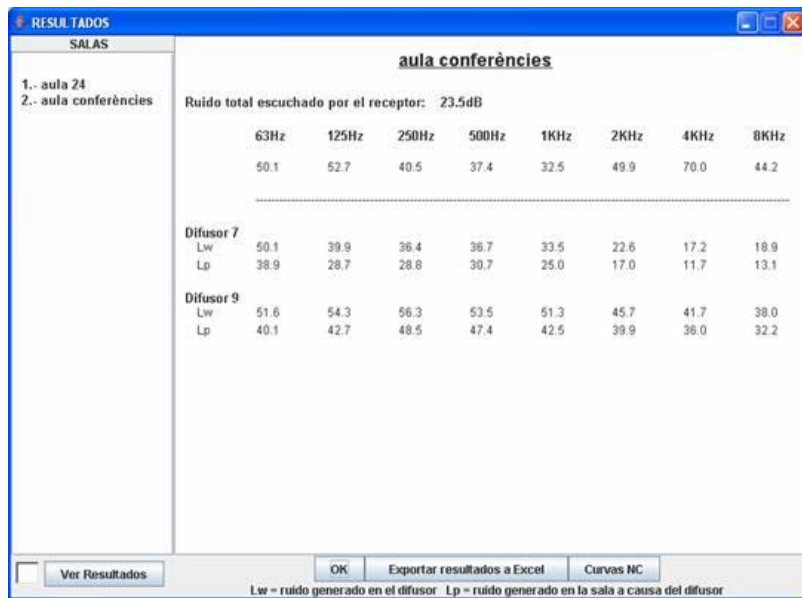 RESULTADOS
SALAS
1.- aula 24
2.- aula conferències
aula conferències
Ruido total escuchado por el receptor: 23.5dB
63Hz 125Hz 250Hz 500Hz 1KHz 2KHz 4KHz 8KHz
50.1 52.7 40.5 37.4 32.5 49.9 70.0 44.2
Difusor 7
Lw 50.1 39.9 36.4 36.7 33.5 22.6 17.2 18.9
Lp 38.9 28.7 28.8 30.7 25.0 17.0 11.7 13.1
Difusor 9
Lw 51.6 54.3 56.3 53.5 51.3 45.7 41.7 38.0
Lp 40.1 42.7 48.5 47.4 42.5 39.9 36.0 32.2
Ver Resultados
OK Exportar resultados a Excel Curvas NC
Lw = ruido generado en el difusor Lp = ruido generado en la sala a causa del difusor